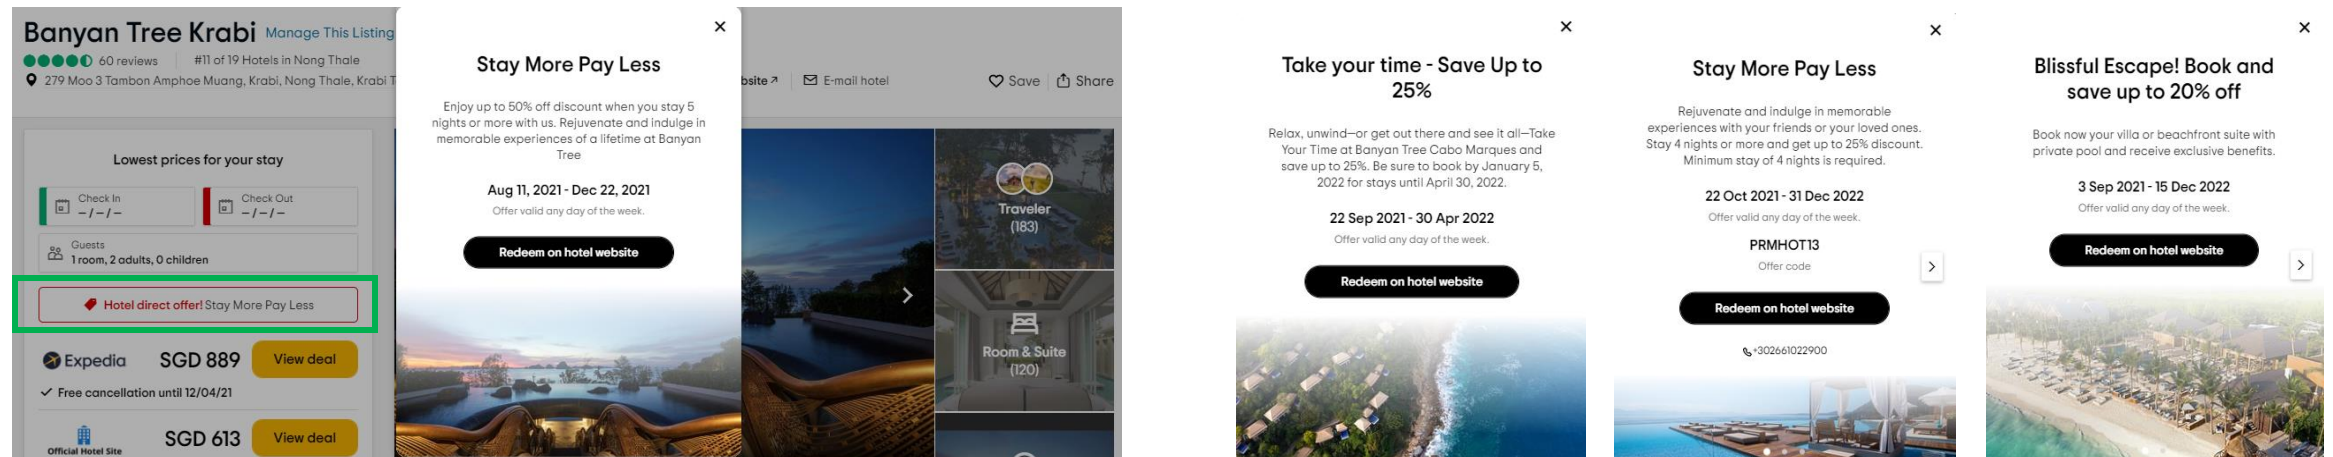 Banyan Tree Krabi Manage This Listing
60 reviews #11 of 19 Hotels in Nong Thale
279 Moo 3 Tambon Amphoe Muang, Krabi, Nong Thale, Krabi T
bsite E-mail hotel
Save Share
Lowest prices for your stay
Check In
–/–/–
Check Out
–/–/–
Guests
1 room, 2 adults, 0 children
Hotel direct offer! Stay More Pay Less
Expedia SGD 889 View deal
Free cancellation until 12/04/21
Official Hotel Site SGD 613 View deal
Stay More Pay Less
Enjoy up to 50% off discount when you stay 5
nights or more with us. Rejuvenate and indulge in
memorable experiences of a lifetime at Banyan
Tree
Aug 11, 2021 - Dec 22, 2021
Offer valid any day of the week.
Redeem on hotel website
Traveler
(183)
Room & Suite
(120)
Take your time - Save Up to
25%
Relax, unwind—or get out there and see it all—Take
Your Time at Banyan Tree Cabo Marques and
save up to 25%. Be sure to book by January 5,
2022 for stays until April 30, 2022.
22 Sep 2021 - 30 Apr 2022
Offer valid any day of the week.
Redeem on hotel website
Stay More Pay Less
Rejuvenate and indulge in memorable
experiences with your friends or your loved ones.
Stay 4 nights or more and get up to 25% discount.
Minimum stay of 4 nights is required.
22 Oct 2021 - 31 Dec 2022
Offer valid any day of the week.
PRMHOT13
Offer code
Redeem on hotel website
+302661022900
Blissful Escape! Book and
save up to 20% off
Book now your villa or beachfront suite with
private pool and receive exclusive benefits.
3 Sep 2021 - 15 Dec 2022
Offer valid any day of the week.
Redeem on hotel website